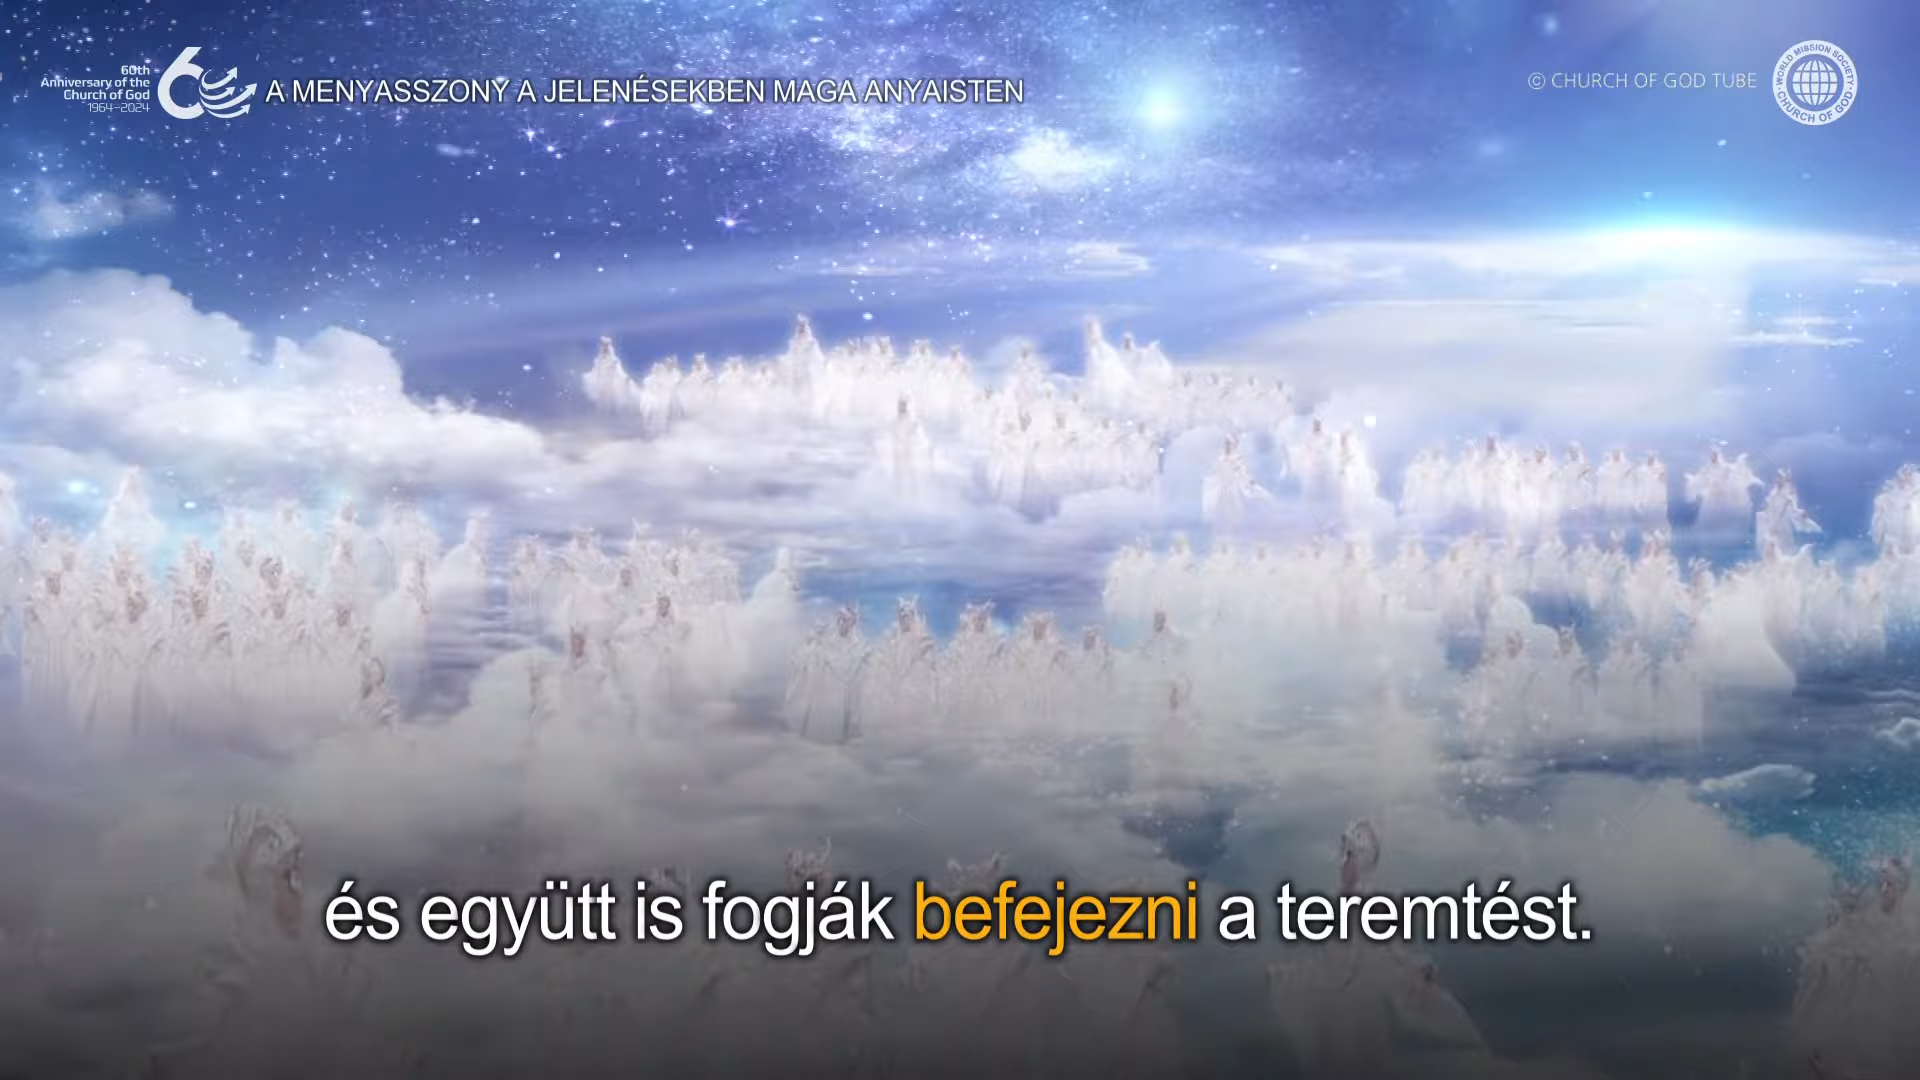 60th
Anniversary of the
Church of God
1964–2024
60
A MENYASSZONY A JELENÉSEKBEN MAGA ANYAISTEN
© CHURCH OF GOD TUBE
WORLD MISSION SOCIETY
CHURCH OF GOD
és együtt is fogják befejezni a teremtést.